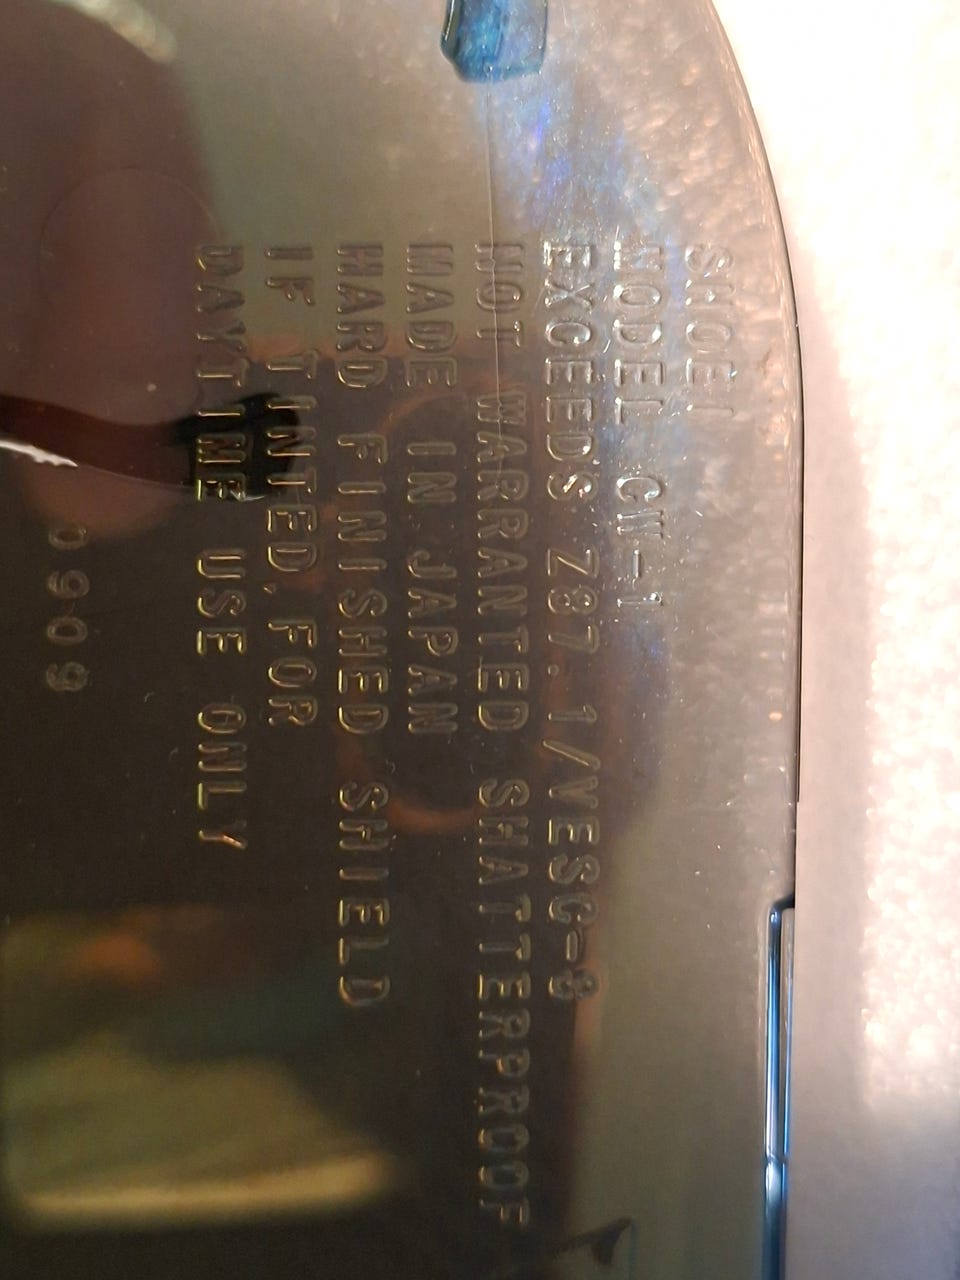 SHOEI
MODEL CW-1
EXCEEDS Z87.1/VESC-8
NOT WARRANTED SHATTERPROOF
MADE IN JAPAN
HARD FINISHED SHIELD
IF TINTED, FOR
DAYTIME USE ONLY
0909